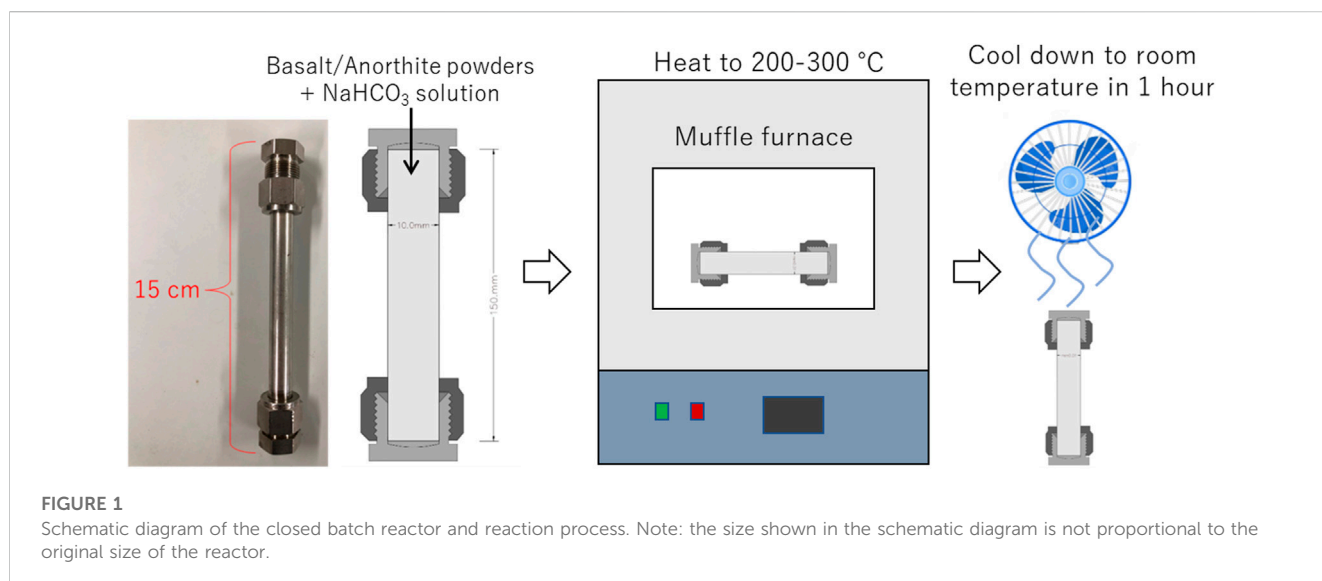 Basalt/Anorthite powders
+ NaHCO₃ solution
15 cm
10.0mm
150.mm
Heat to 200-300 °C
Muffle furnace
Cool down to room
temperature in 1 hour
FIGURE 1
Schematic diagram of the closed batch reactor and reaction process. Note: the size shown in the schematic diagram is not proportional to the
original size of the reactor.